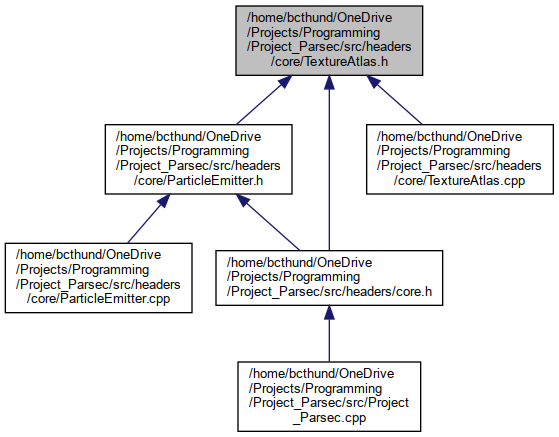 /home/bcthund/OneDrive
/Projects/Programming
/Project_Parsec/src/headers
/core/TextureAtlas.h
/home/bcthund/OneDrive
/Projects/Programming
/Project_Parsec/src/headers
/core/ParticleEmitter.h
/home/bcthund/OneDrive
/Projects/Programming
/Project_Parsec/src/headers
/core/TextureAtlas.cpp
/home/bcthund/OneDrive
/Projects/Programming
/Project_Parsec/src/headers
/core/ParticleEmitter.cpp
/home/bcthund/OneDrive
/Projects/Programming
/Project_Parsec/src/headers/core.h
/home/bcthund/OneDrive
/Projects/Programming
/Project_Parsec/src/Project
_Parsec.cpp